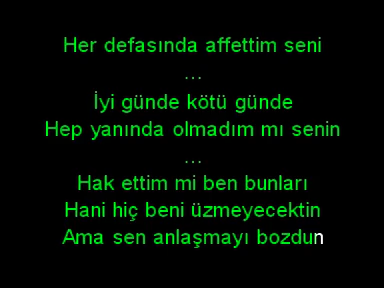 Her defasında affettim seni
...
İyi günde kötü günde
Hep yanında olmadım mı senin
...
Hak ettim mi ben bunları
Hani hiç beni üzmeyecektin
Ama sen anlaşmayı bozdun